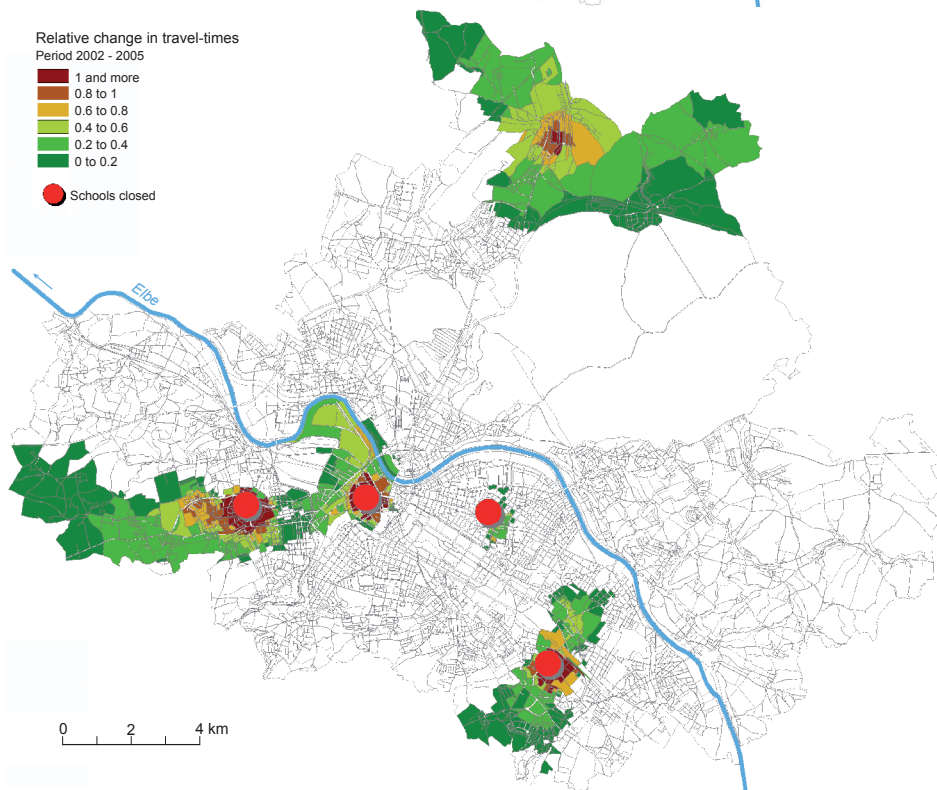 Relative change in travel-times
Period 2002 - 2005
1 and more
0.8 to 1
0.6 to 0.8
0.4 to 0.6
0.2 to 0.4
0 to 0.2
Schools closed
Elbe
0 2 4 km